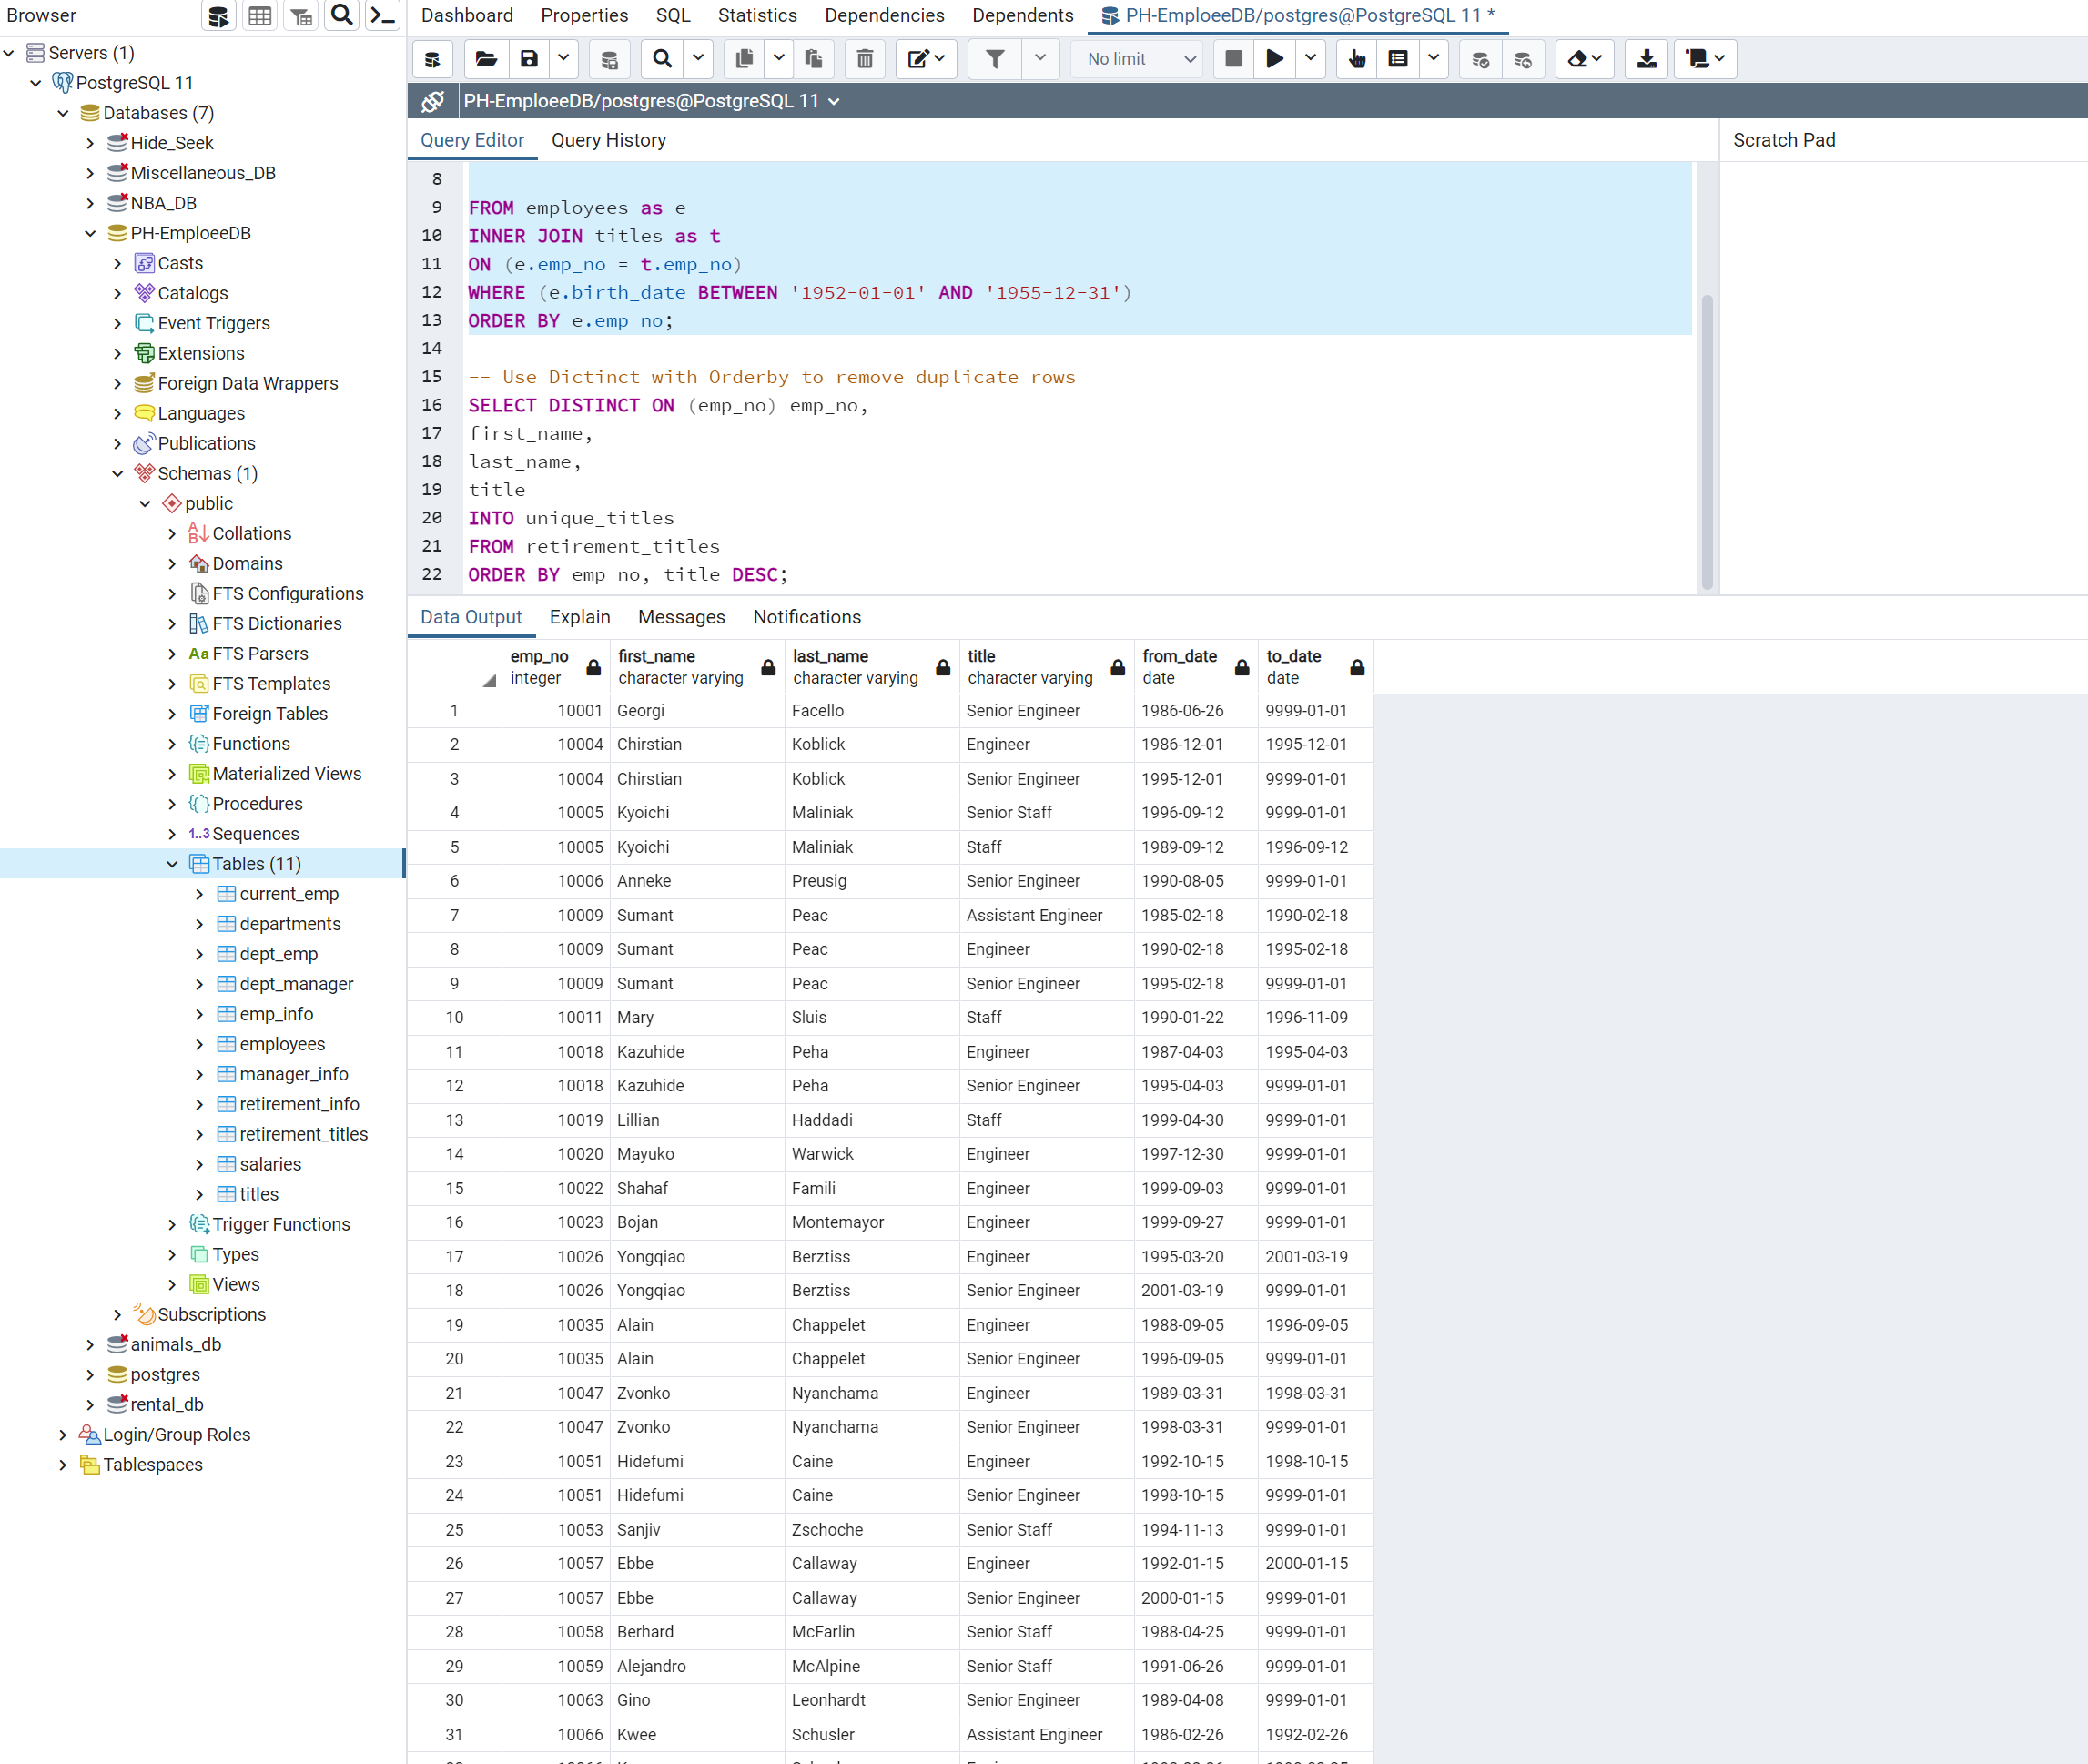 Browser
Dashboard Properties SQL Statistics Dependencies Dependents PH-EmploeeDB/postgres@PostgreSQL 11 *
No limit
PH-EmploeeDB/postgres@PostgreSQL 11
Query Editor Query History
Scratch Pad
Servers (1)
PostgreSQL 11
Databases (7)
Hide_Seek
Miscellaneous_DB
NBA_DB
PH-EmploeeDB
Casts
Catalogs
Event Triggers
Extensions
Foreign Data Wrappers
Languages
Publications
Schemas (1)
public
Collations
Domains
FTS Configurations
FTS Dictionaries
Aa FTS Parsers
FTS Templates
Foreign Tables
Functions
Materialized Views
Procedures
1..3 Sequences
Tables (11)
current_emp
departments
dept_emp
dept_manager
emp_info
employees
manager_info
retirement_info
retirement_titles
salaries
titles
Trigger Functions
Types
Views
Subscriptions
animals_db
postgres
rental_db
Login/Group Roles
Tablespaces
8
9 FROM employees as e
10 INNER JOIN titles as t
11 ON (e.emp_no = t.emp_no)
12 WHERE (e.birth_date BETWEEN '1952-01-01' AND '1955-12-31')
13 ORDER BY e.emp_no;
14
15 -- Use Dictinct with Orderby to remove duplicate rows
16 SELECT DISTINCT ON (emp_no) emp_no,
17 first_name,
18 last_name,
19 title
20 INTO unique_titles
21 FROM retirement_titles
22 ORDER BY emp_no, title DESC;
Data Output Explain Messages Notifications
emp_no first_name last_name title from_date to_date
integer character varying character varying character varying date date
1 10001 Georgi Facello Senior Engineer 1986-06-26 9999-01-01
2 10004 Chirstian Koblick Engineer 1986-12-01 1995-12-01
3 10004 Chirstian Koblick Senior Engineer 1995-12-01 9999-01-01
4 10005 Kyoichi Maliniak Senior Staff 1996-09-12 9999-01-01
5 10005 Kyoichi Maliniak Staff 1989-09-12 1996-09-12
6 10006 Anneke Preusig Senior Engineer 1990-08-05 9999-01-01
7 10009 Sumant Peac Assistant Engineer 1985-02-18 1990-02-18
8 10009 Sumant Peac Engineer 1990-02-18 1995-02-18
9 10009 Sumant Peac Senior Engineer 1995-02-18 9999-01-01
10 10011 Mary Sluis Staff 1990-01-22 1996-11-09
11 10018 Kazuhide Peha Engineer 1987-04-03 1995-04-03
12 10018 Kazuhide Peha Senior Engineer 1995-04-03 9999-01-01
13 10019 Lillian Haddadi Staff 1999-04-30 9999-01-01
14 10020 Mayuko Warwick Engineer 1997-12-30 9999-01-01
15 10022 Shahaf Famili Engineer 1999-09-03 9999-01-01
16 10023 Bojan Montemayor Engineer 1999-09-27 9999-01-01
17 10026 Yongqiao Berztiss Engineer 1995-03-20 2001-03-19
18 10026 Yongqiao Berztiss Senior Engineer 2001-03-19 9999-01-01
19 10035 Alain Chappelet Engineer 1988-09-05 1996-09-05
20 10035 Alain Chappelet Senior Engineer 1996-09-05 9999-01-01
21 10047 Zvonko Nyanchama Engineer 1989-03-31 1998-03-31
22 10047 Zvonko Nyanchama Senior Engineer 1998-03-31 9999-01-01
23 10051 Hidefumi Caine Engineer 1992-10-15 1998-10-15
24 10051 Hidefumi Caine Senior Engineer 1998-10-15 9999-01-01
25 10053 Sanjiv Zschoche Senior Staff 1994-11-13 9999-01-01
26 10057 Ebbe Callaway Engineer 1992-01-15 2000-01-15
27 10057 Ebbe Callaway Senior Engineer 2000-01-15 9999-01-01
28 10058 Berhard McFarlin Senior Staff 1988-04-25 9999-01-01
29 10059 Alejandro McAlpine Senior Staff 1991-06-26 9999-01-01
30 10063 Gino Leonhardt Senior Engineer 1989-04-08 9999-01-01
31 10066 Kwee Schusler Assistant Engineer 1986-02-26 1992-02-26